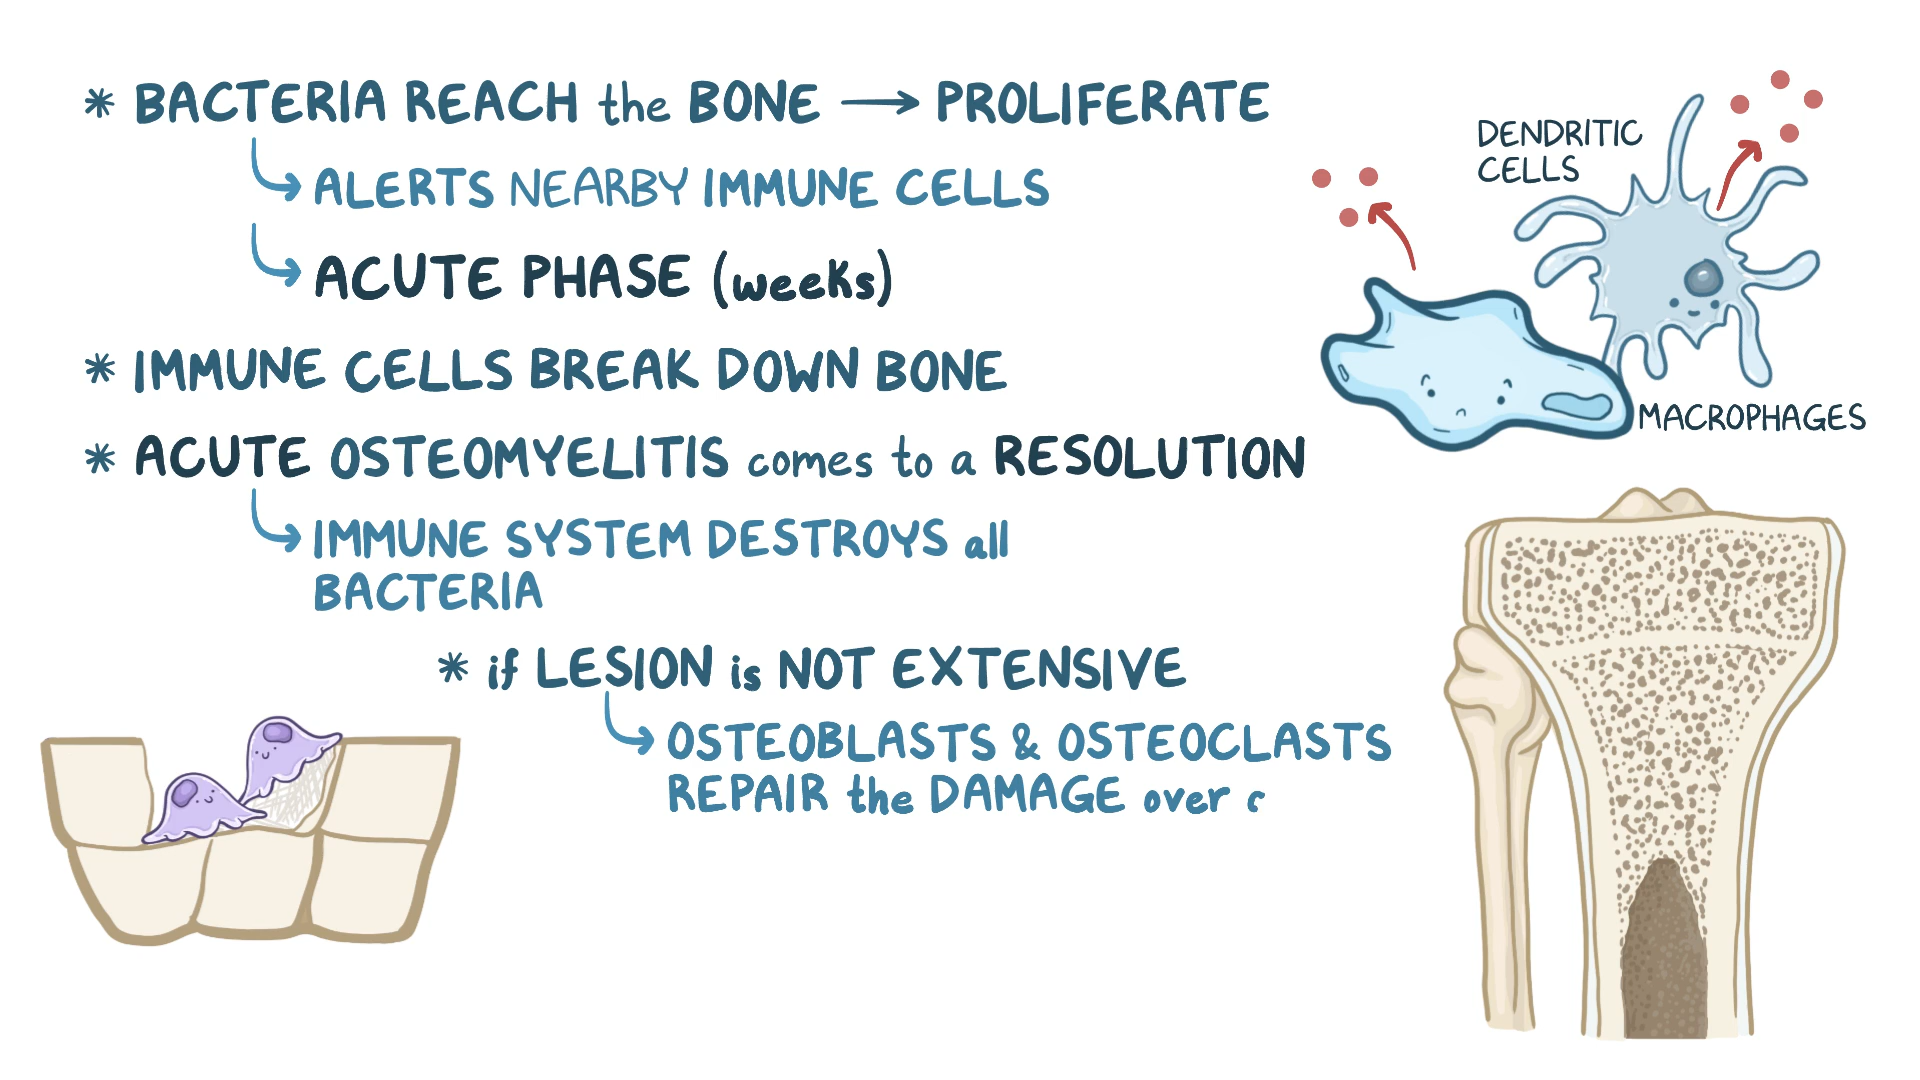 * BACTERIA REACH the BONE → PROLIFERATE
ALERTS NEARBY IMMUNE CELLS
ACUTE PHASE (weeks)
* IMMUNE CELLS BREAK DOWN BONE
* ACUTE OSTEOMYELITIS comes to a RESOLUTION
IMMUNE SYSTEM DESTROYS all
BACTERIA
* if LESION is NOT EXTENSIVE
OSTEOBLASTS & OSTEOCLASTS
REPAIR the DAMAGE over
DENDRITIC
CELLS
MACROPHAGES